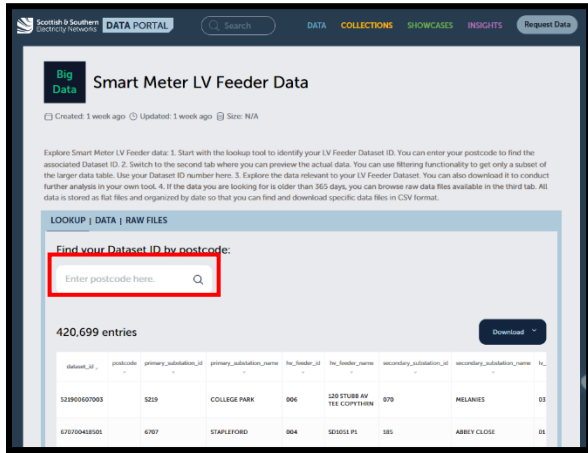 Scottish & Southern
Electricity Networks
DATA PORTAL
Search
DATA COLLECTIONS SHOWCASES INSIGHTS Request Data
Big
Data
Smart Meter LV Feeder Data
Created: 1 week ago Updated: 1 week ago Size: N/A
Explore Smart Meter LV Feeder data: 1. Start with the lookup tool to identify your LV Feeder Dataset ID. You can enter your postcode to find the
associated Dataset ID. 2. Switch to the second tab where you can preview the actual data. You can use filtering functionality to get only a subset of
the larger data table. Use your Dataset ID number here. 3. Explore the data relevant to your LV Feeder Dataset. You can also download it to conduct
further analysis in your own tool. 4. If the data you are looking for is older than 365 days, you can browse raw data files available in the third tab. All
data is stored as flat files and organized by date so that you can find and download specific data files in CSV format.
LOOKUP | DATA | RAW FILES
Find your Dataset ID by postcode:
Enter postcode here.
420,699 entries
Download
dataset_id postcode primary_substation_id primary_substation_name hv_feeder_id hv_feeder_name secondary_substation_id secondary_substation_name lv_
521900607003 5219 COLLEGE PARK 006 120 STUBB AV 070 MELANIES 03
TEE COPYTHRN
670700418501 6707 STAPLEFORD 004 SD1051 P1 185 ABBEY CLOSE 01